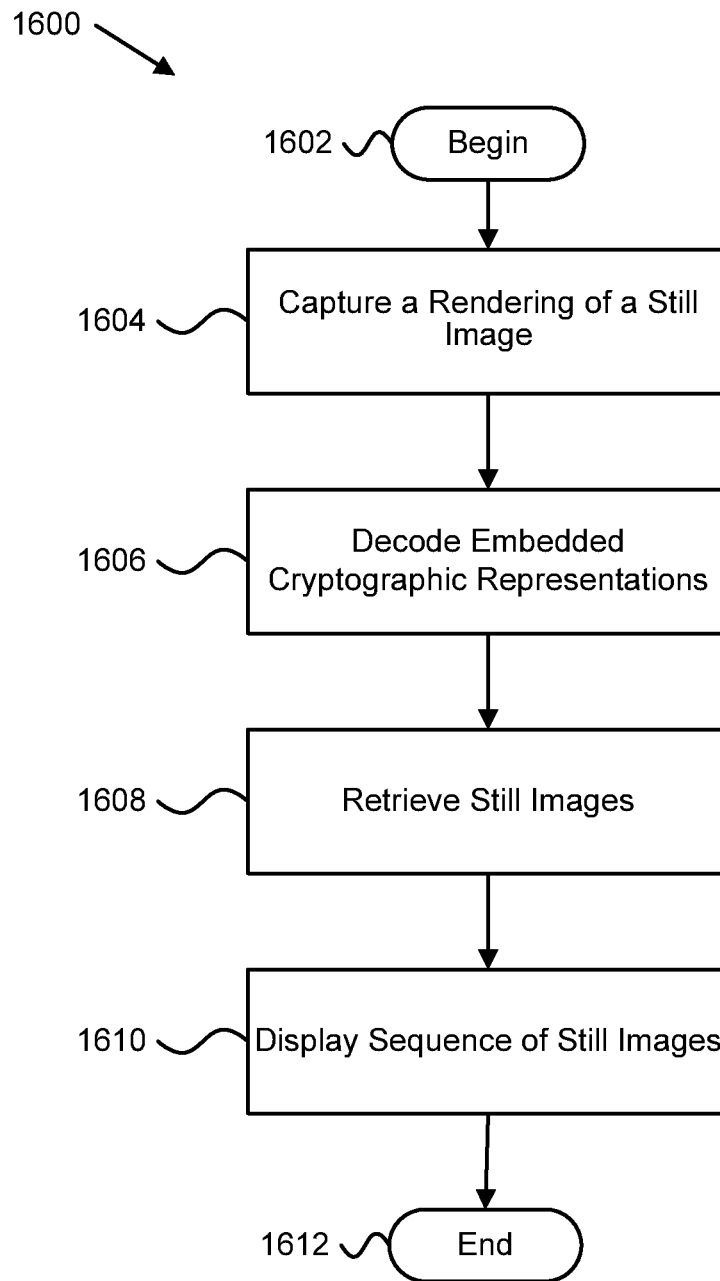 1600
1602
Begin
1604
Capture a Rendering of a Still
Image
1606
Decode Embedded
Cryptographic Representations
1608
Retrieve Still Images
1610
Display Sequence of Still Images
1612
End